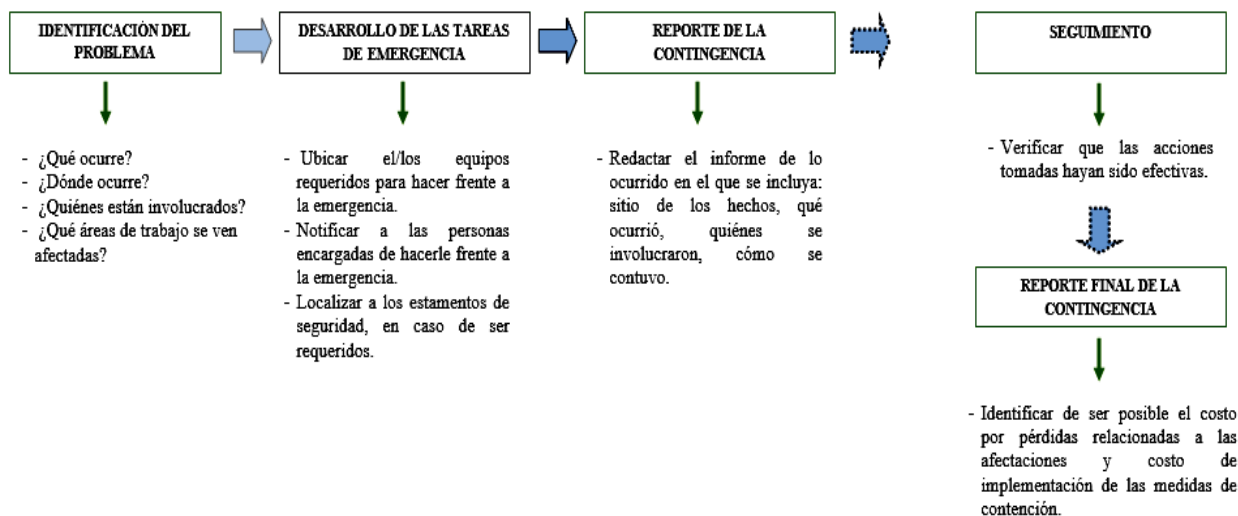 IDENTIFICACIÓN DEL
PROBLEMA
- ¿Qué ocurre?
- ¿Dónde ocurre?
- ¿Quiénes están involucrados?
- ¿Qué áreas de trabajo se ven
afectadas?
DESARROLLO DE LAS TAREAS
DE EMERGENCIA
- Ubicar el/los equipos
requeridos para hacer frente a
la emergencia.
- Notificar a las personas
encargadas de hacerle frente a
la emergencia.
- Localizar a los estamentos de
seguridad, en caso de ser
requeridos.
REPORTE DE LA
CONTINGENCIA
- Redactar el informe de lo
ocurrido en el que se incluya:
sitio de los hechos, qué
ocurrió, quiénes se
involucraron, cómo se
contuvo.
SEGUIMIENTO
- Verificar que las acciones
tomadas hayan sido efectivas.
REPORTE FINAL DE LA
CONTINGENCIA
- Identificar de ser posible el costo
por pérdidas relacionadas a las
afectaciones y costo de
implementación de las medidas de
contención.